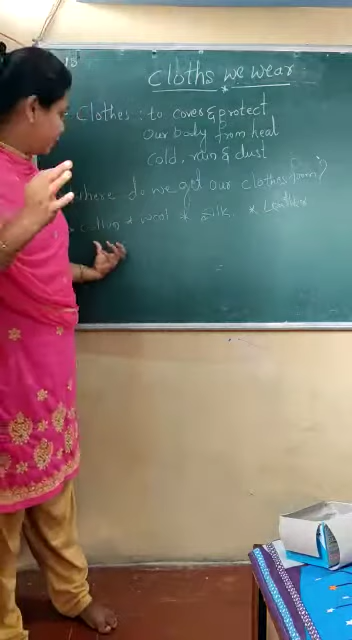 Cloths we wear
Clothes : to cover & protect
Our body from heat
cold, rain & dust
where do we get our clothes from?
* cotton * wool * Silk * Leather